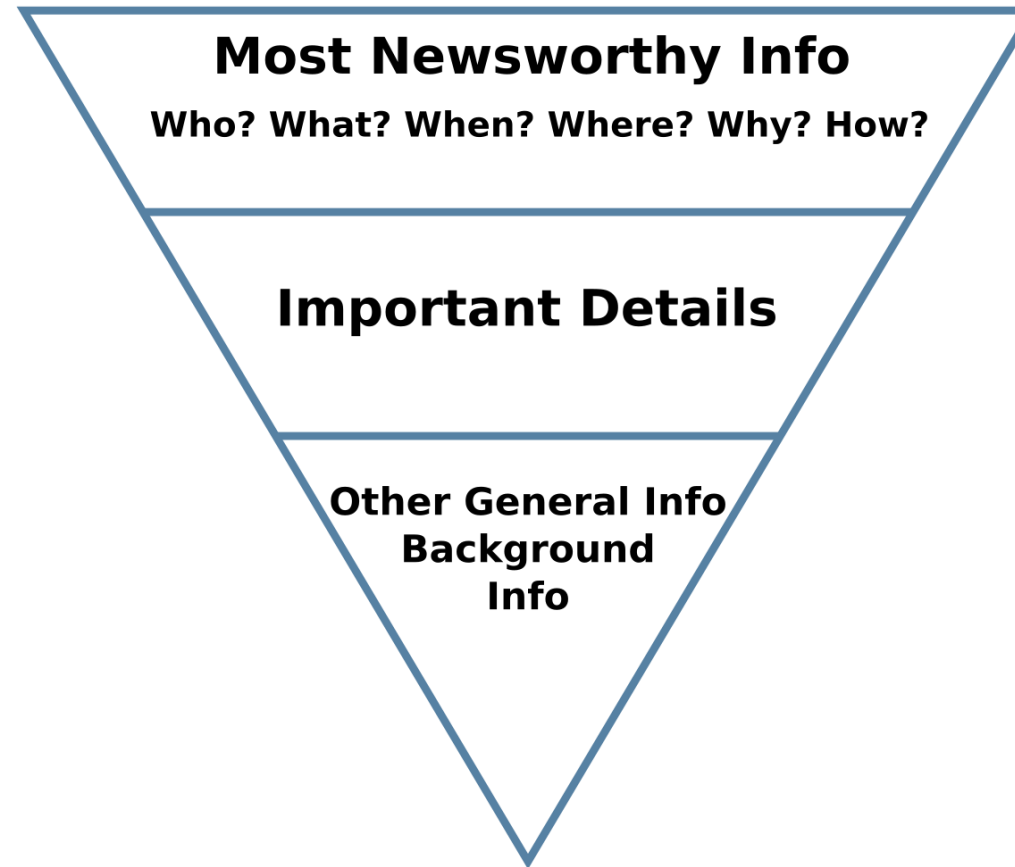 Most Newsworthy Info
Who? What? When? Where? Why? How?
Important Details
Other General Info
Background
Info